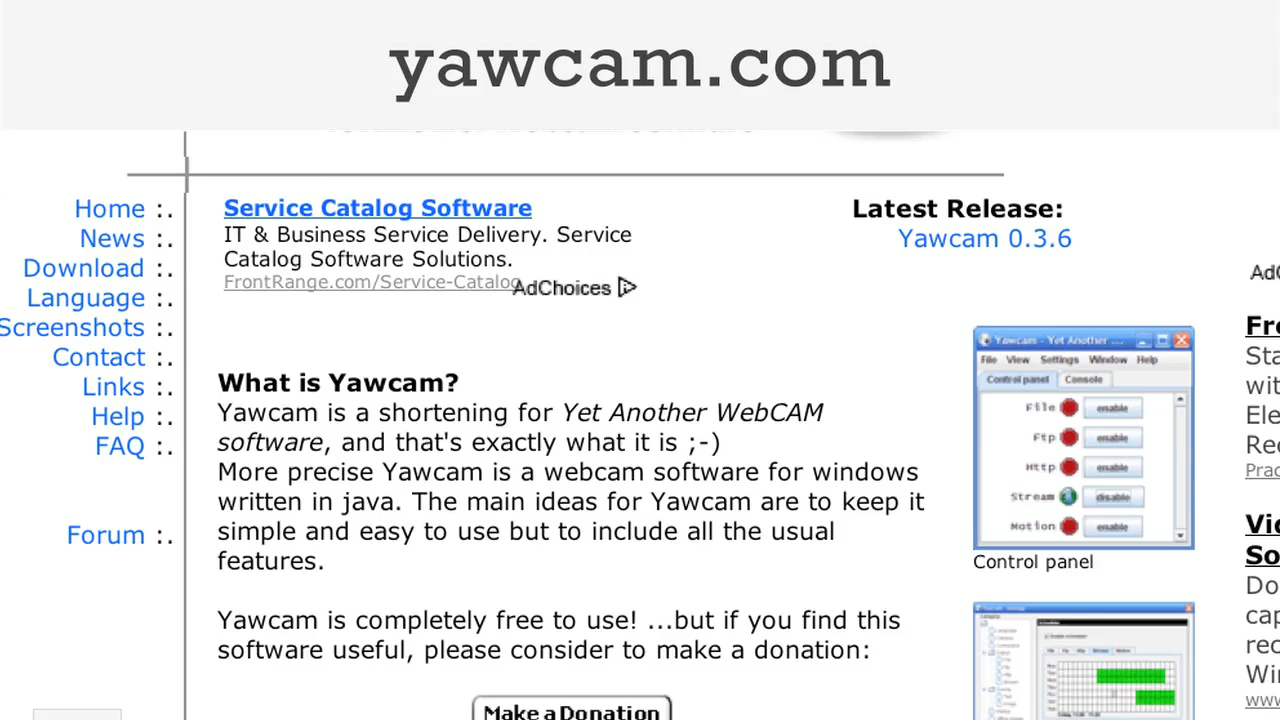 yawcam.com
Home :.
News :.
Download :.
Language :.
Screenshots :.
Contact :.
Links :.
Help :.
FAQ :.
Forum :.
Service Catalog Software
IT & Business Service Delivery. Service
Catalog Software Solutions.
FrontRange.com/Service-Catalog
AdChoices
What is Yawcam?
Yawcam is a shortening for Yet Another WebCAM
software, and that's exactly what it is ;-)
More precise Yawcam is a webcam software for windows
written in java. The main ideas for Yawcam are to keep it
simple and easy to use but to include all the usual
features.
Yawcam is completely free to use! ...but if you find this
software useful, please consider to make a donation:
Make a Donation
Latest Release:
Yawcam 0.3.6
Yawcam - Yet Another ...
File View Settings Window Help
Control panel Console
File enable
Ftp enable
Http enable
Stream disable
Motion enable
Control panel